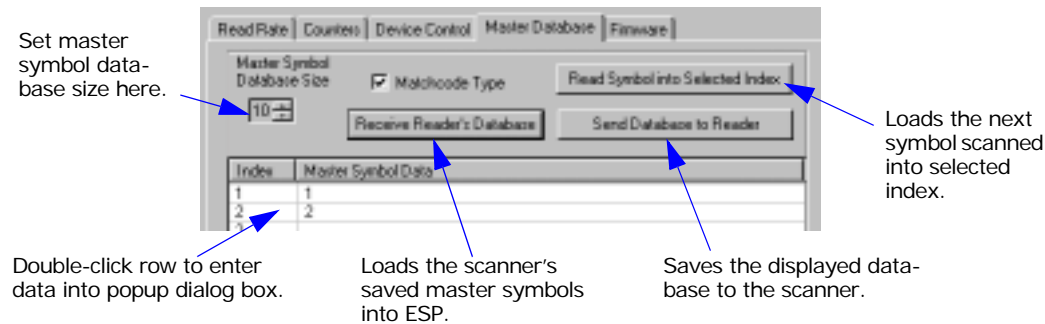 Read Rate Counters Device Control Master Database Firmware
Set master
symbol data-
base size here.
Master Symbol
Database Size
Matchcode Type
Read Symbol into Selected Index
10
Receive Reader's Database
Send Database to Reader
Loads the next
symbol scanned
into selected
index.
Index Master Symbol Data
1 1
2 2
Double-click row to enter
data into popup dialog box.
Loads the scanner's
saved master symbols
into ESP.
Saves the displayed data-
base to the scanner.